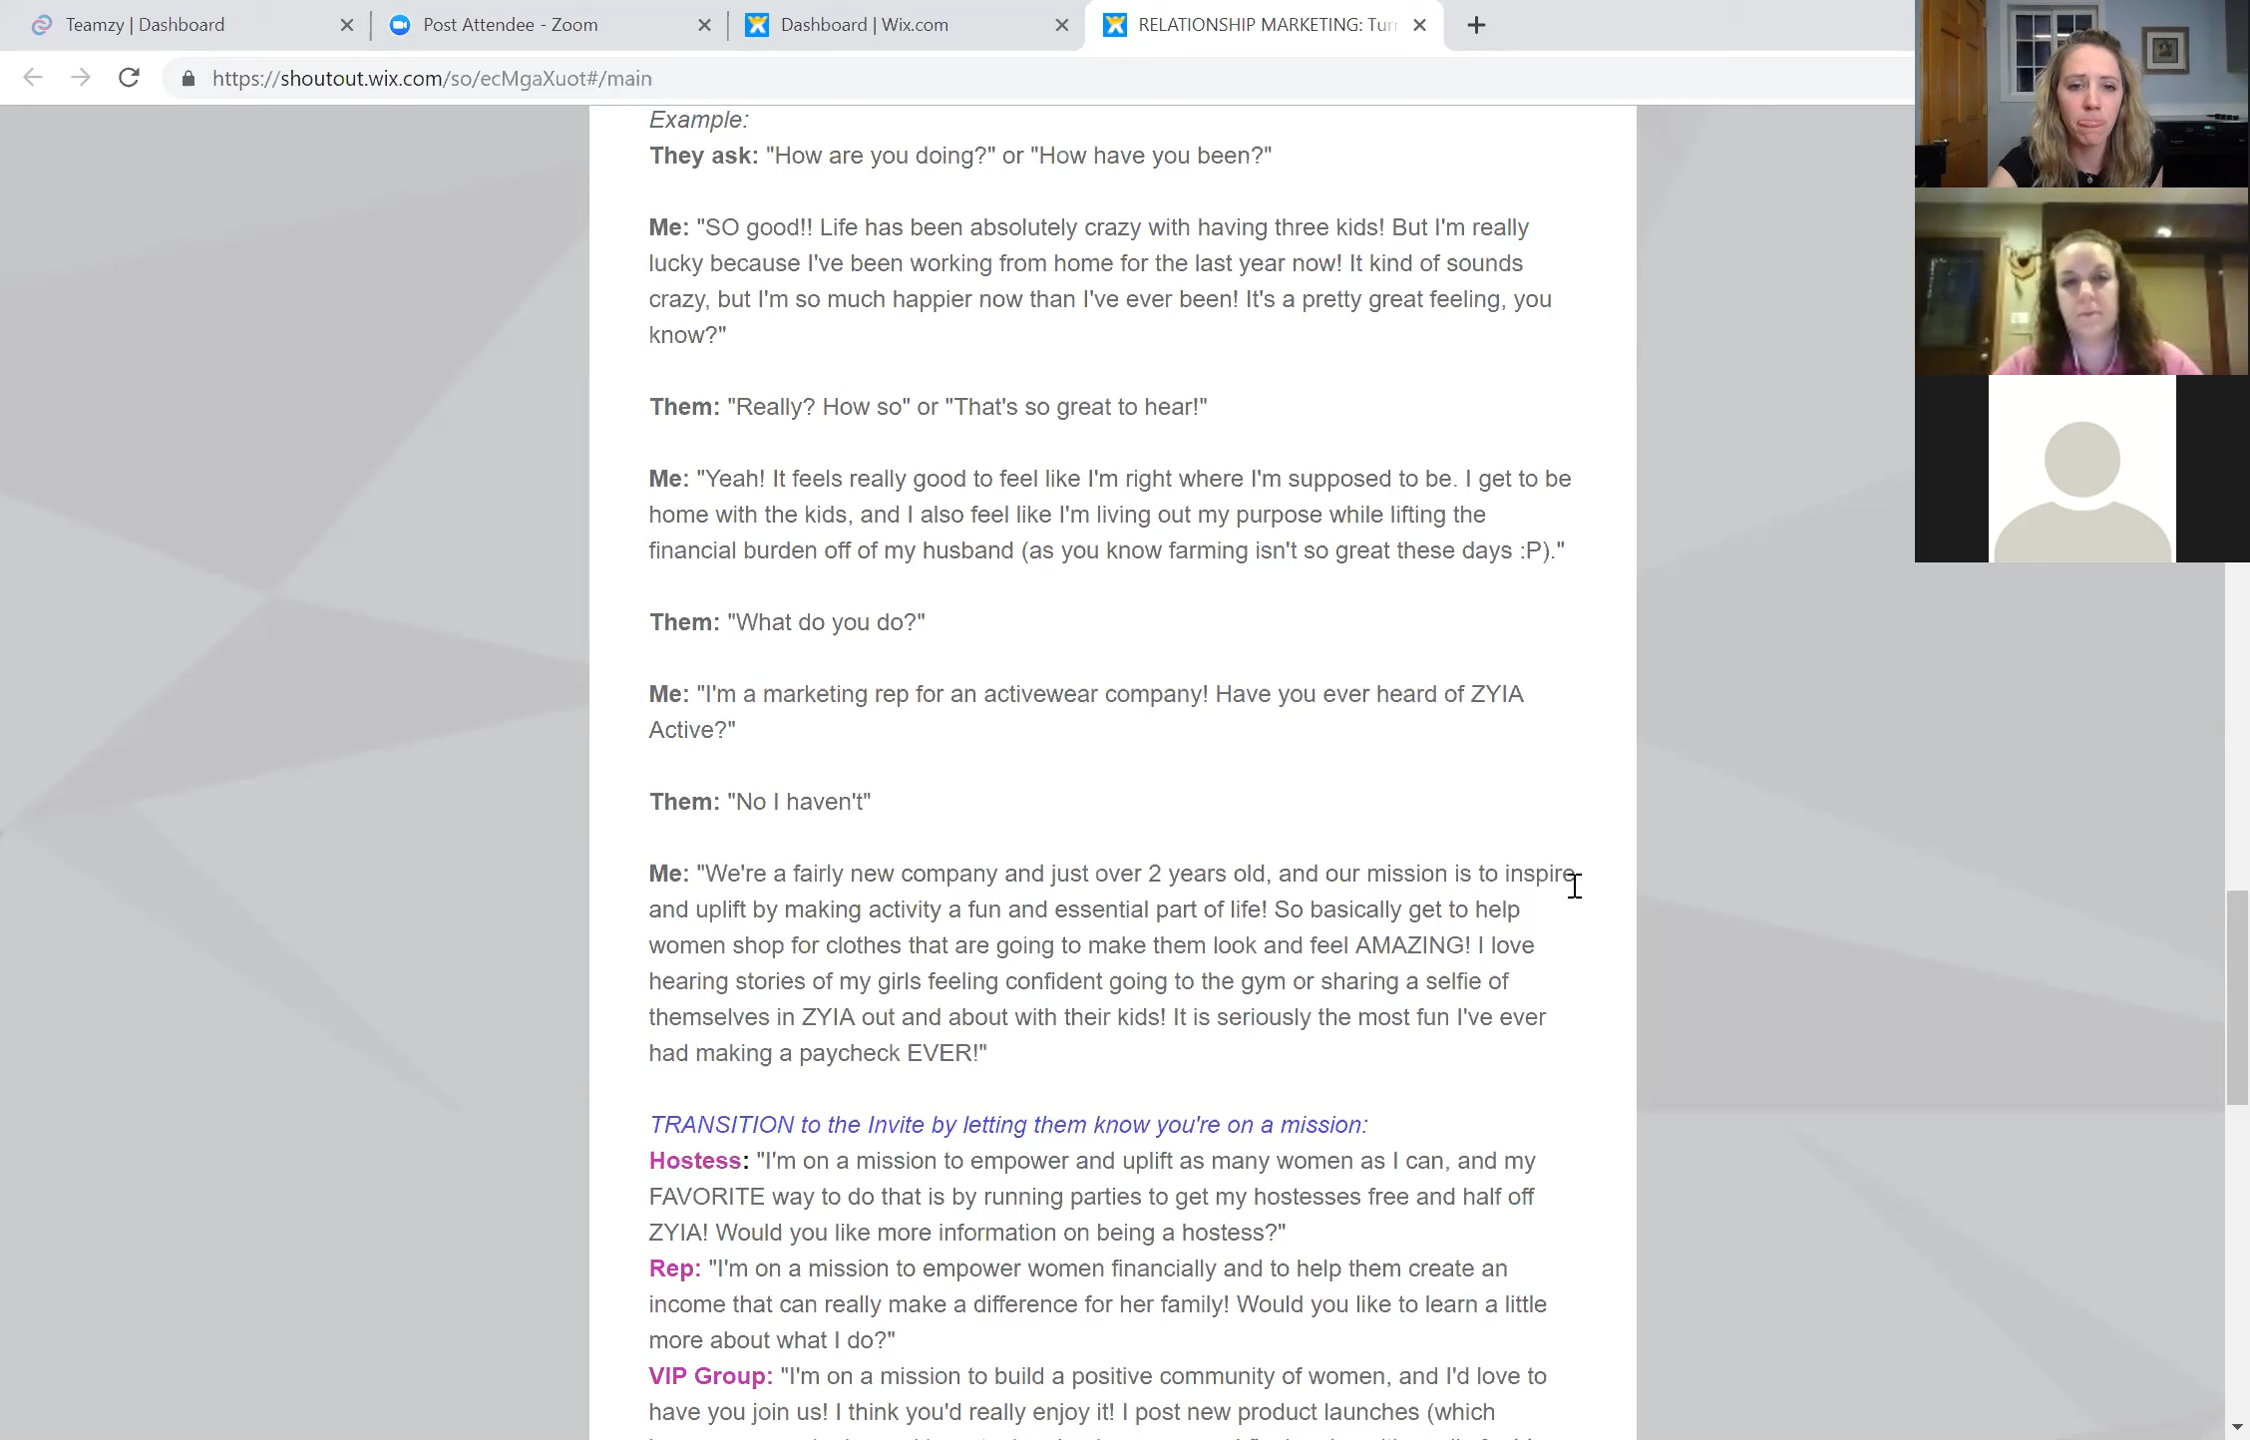 Teamzy | Dashboard
Post Attendee - Zoom
Dashboard | Wix.com
RELATIONSHIP MARKETING: Tur
https://shoutout.wix.com/so/ecMgaXuot#/main
Example:
They ask: "How are you doing?" or "How have you been?"
Me: "SO good!! Life has been absolutely crazy with having three kids! But I'm really
lucky because I've been working from home for the last year now! It kind of sounds
crazy, but I'm so much happier now than I've ever been! It's a pretty great feeling, you
know?"
Them: "Really? How so" or "That's so great to hear!"
Me: "Yeah! It feels really good to feel like I'm right where I'm supposed to be. I get to be
home with the kids, and I also feel like I'm living out my purpose while lifting the
financial burden off of my husband (as you know farming isn't so great these days :P)."
Them: "What do you do?"
Me: "I'm a marketing rep for an activewear company! Have you ever heard of ZYIA
Active?"
Them: "No I haven't"
Me: "We're a fairly new company and just over 2 years old, and our mission is to inspire
and uplift by making activity a fun and essential part of life! So basically get to help
women shop for clothes that are going to make them look and feel AMAZING! I love
hearing stories of my girls feeling confident going to the gym or sharing a selfie of
themselves in ZYIA out and about with their kids! It is seriously the most fun I've ever
had making a paycheck EVER!"
TRANSITION to the Invite by letting them know you're on a mission:
Hostess: "I'm on a mission to empower and uplift as many women as I can, and my
FAVORITE way to do that is by running parties to get my hostesses free and half off
ZYIA! Would you like more information on being a hostess?"
Rep: "I'm on a mission to empower women financially and to help them create an
income that can really make a difference for her family! Would you like to learn a little
more about what I do?"
VIP Group: "I'm on a mission to build a positive community of women, and I'd love to
have you join us! I think you'd really enjoy it! I post new product launches (which